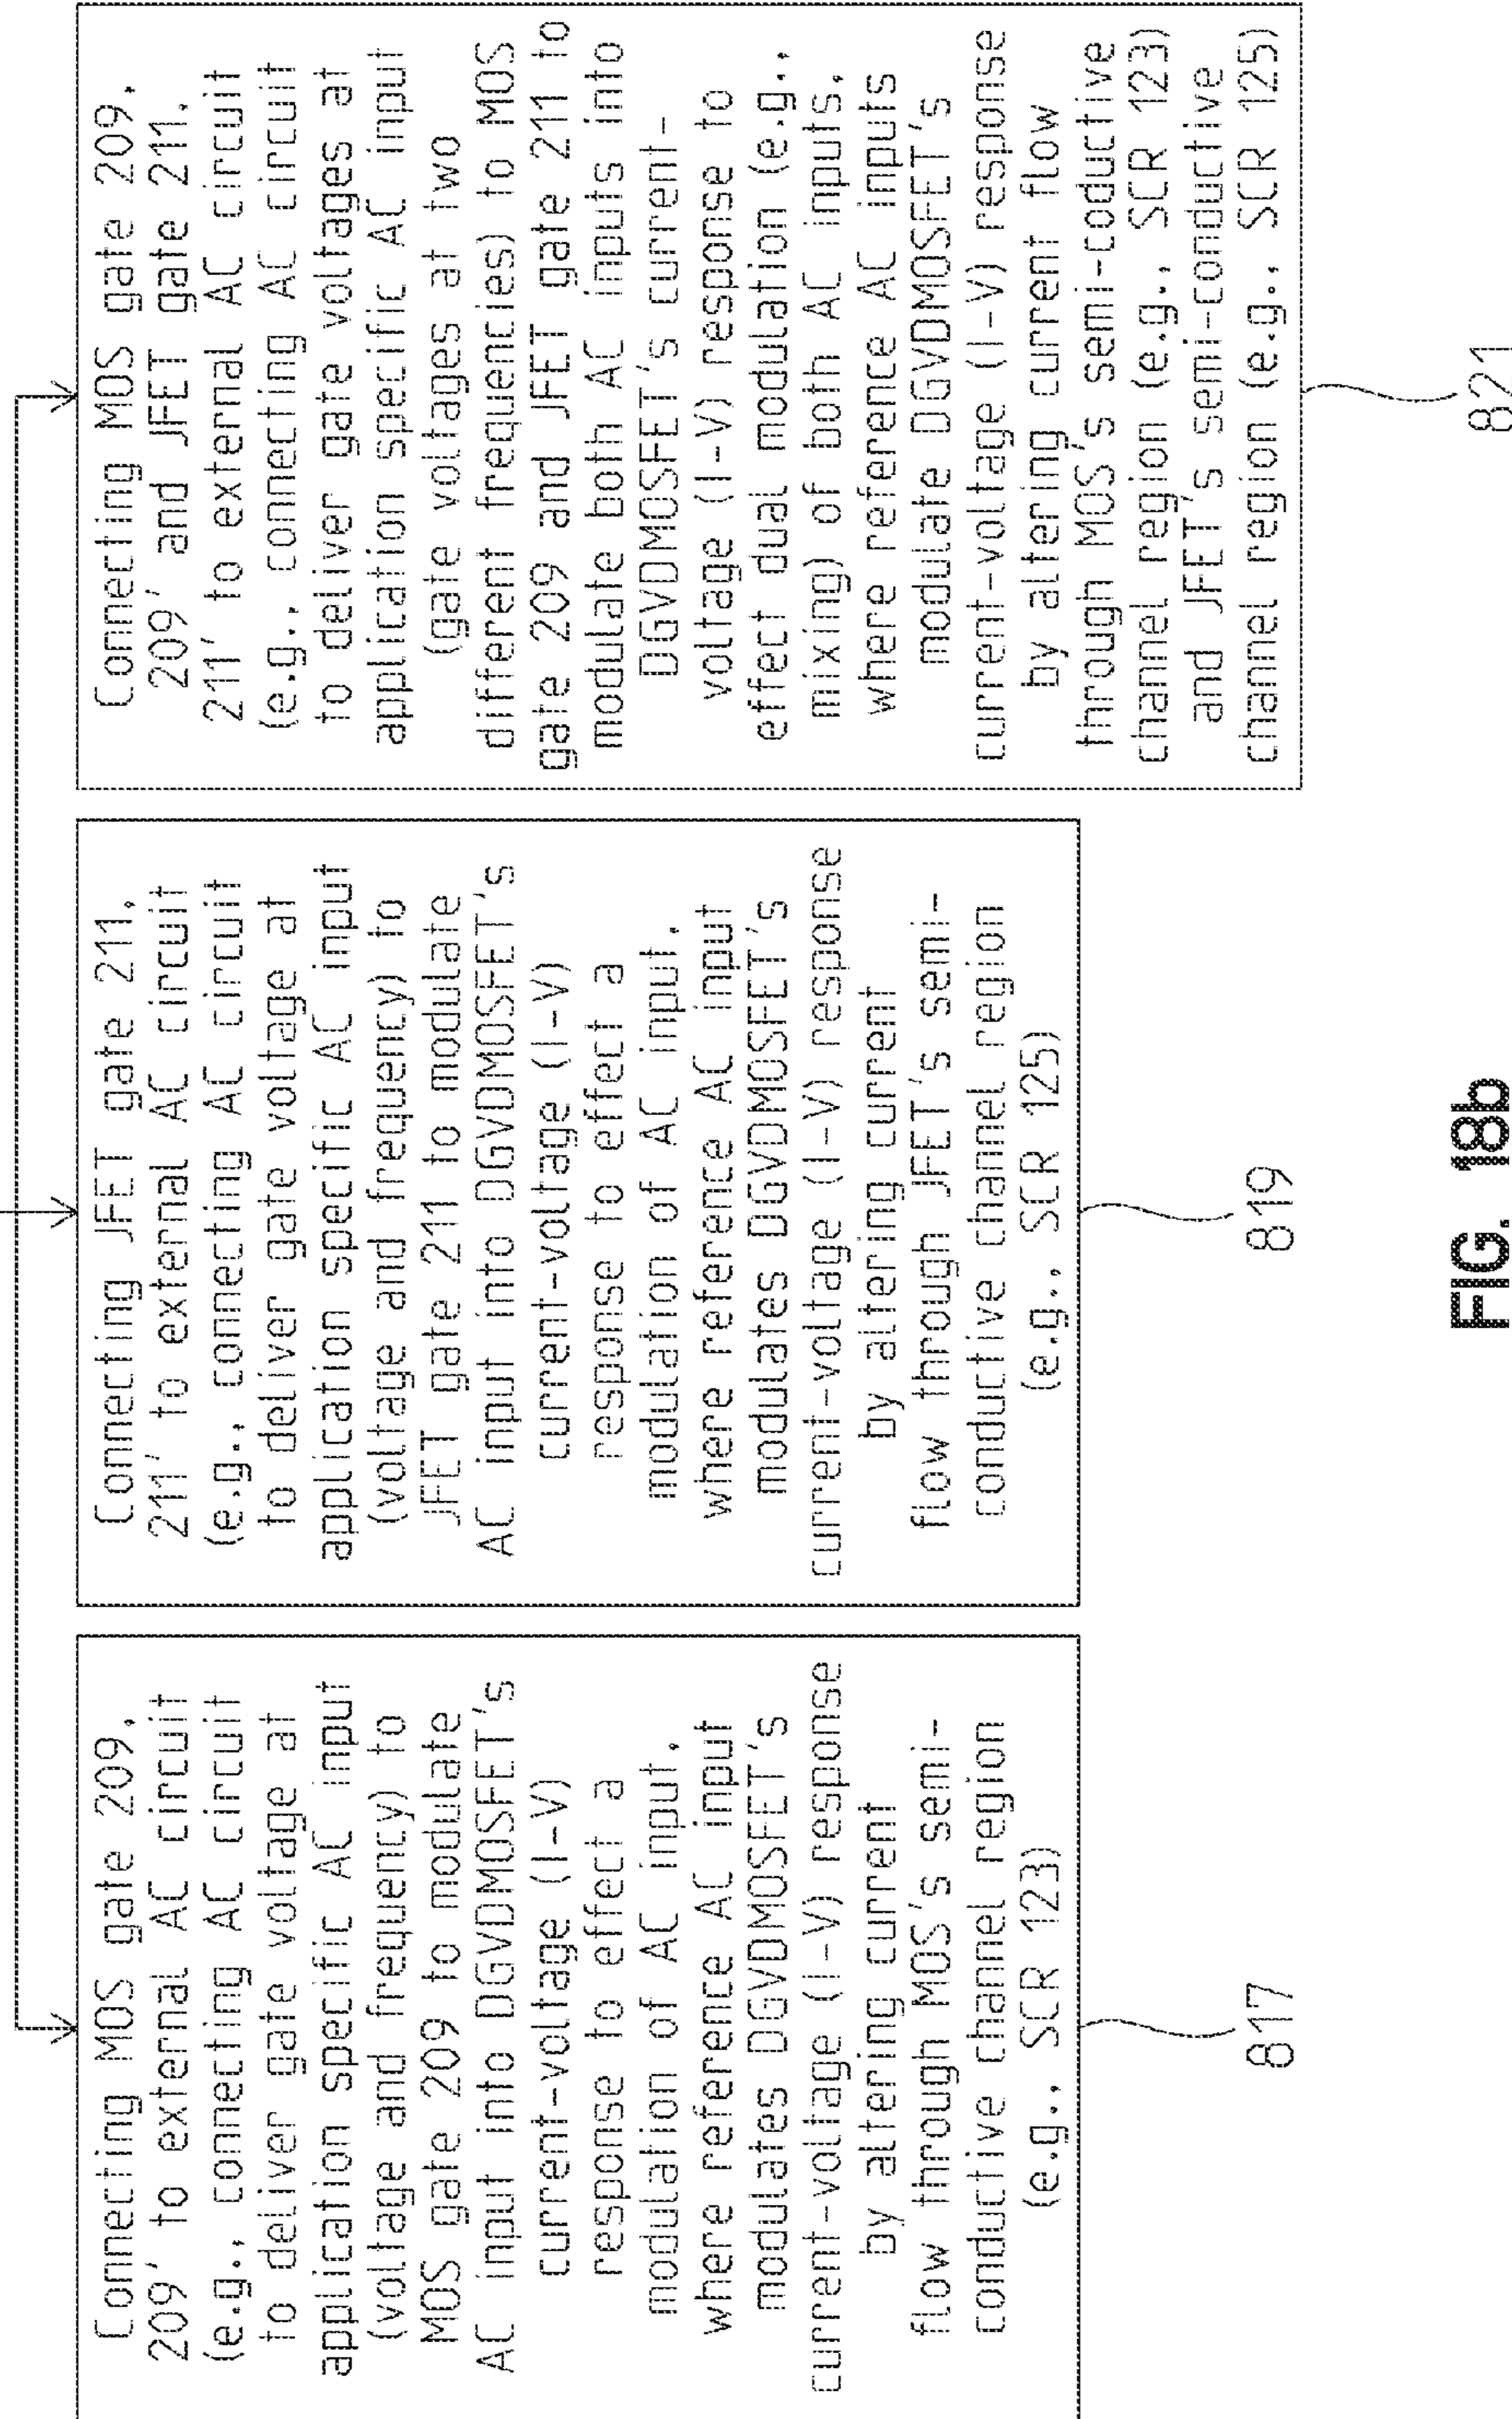 Connecting MOS gate 209,
209' to external AC circuit
(e.g., connecting AC circuit
to deliver gate voltage at
application specific AC input
(voltage and frequency) to
MOS gate 209 to modulate
AC input into DGVDMOSFET's
current-voltage (I-V)
response to effect a
modulation of AC input,
where reference AC input
modulates DGVDMOSFET's
current-voltage (I-V) response
by altering current
flow through MOS's semi-
conductive channel region
(e.g., SCR 123)
817
Connecting JFET gate 211,
211' to external AC circuit
(e.g., connecting AC circuit
to deliver gate voltage at
application specific AC input
(voltage and frequency) to
JFET gate 211 to modulate
AC input into DGVDMOSFET's
current-voltage (I-V)
response to effect a
modulation of AC input,
where reference AC input
modulates DGVDMOSFET's
current-voltage (I-V) response
by altering current
flow through JFET's semi-
conductive channel region
(e.g., SCR 125)
819
Connecting MOS gate 209,
209' and JFET gate 211,
211' to external AC circuit
(e.g., connecting AC circuit
to deliver gate voltages at
application specific AC input
(gate voltages at two
different frequencies) to MOS
gate 209 and JFET gate 211 to
modulate both AC inputs into
DGVDMOSFET's current-
voltage (I-V) response to
effect dual modulation (e.g.,
mixing) of both AC inputs,
where reference AC inputs
modulate DGVDMOSFET's
current-voltage (I-V) response
by altering current flow
through MOS's semi-coductive
channel region (e.g., SCR 123)
and JFET's semi-conductive
channel region (e.g., SCR 125)
821
FIG. 18b